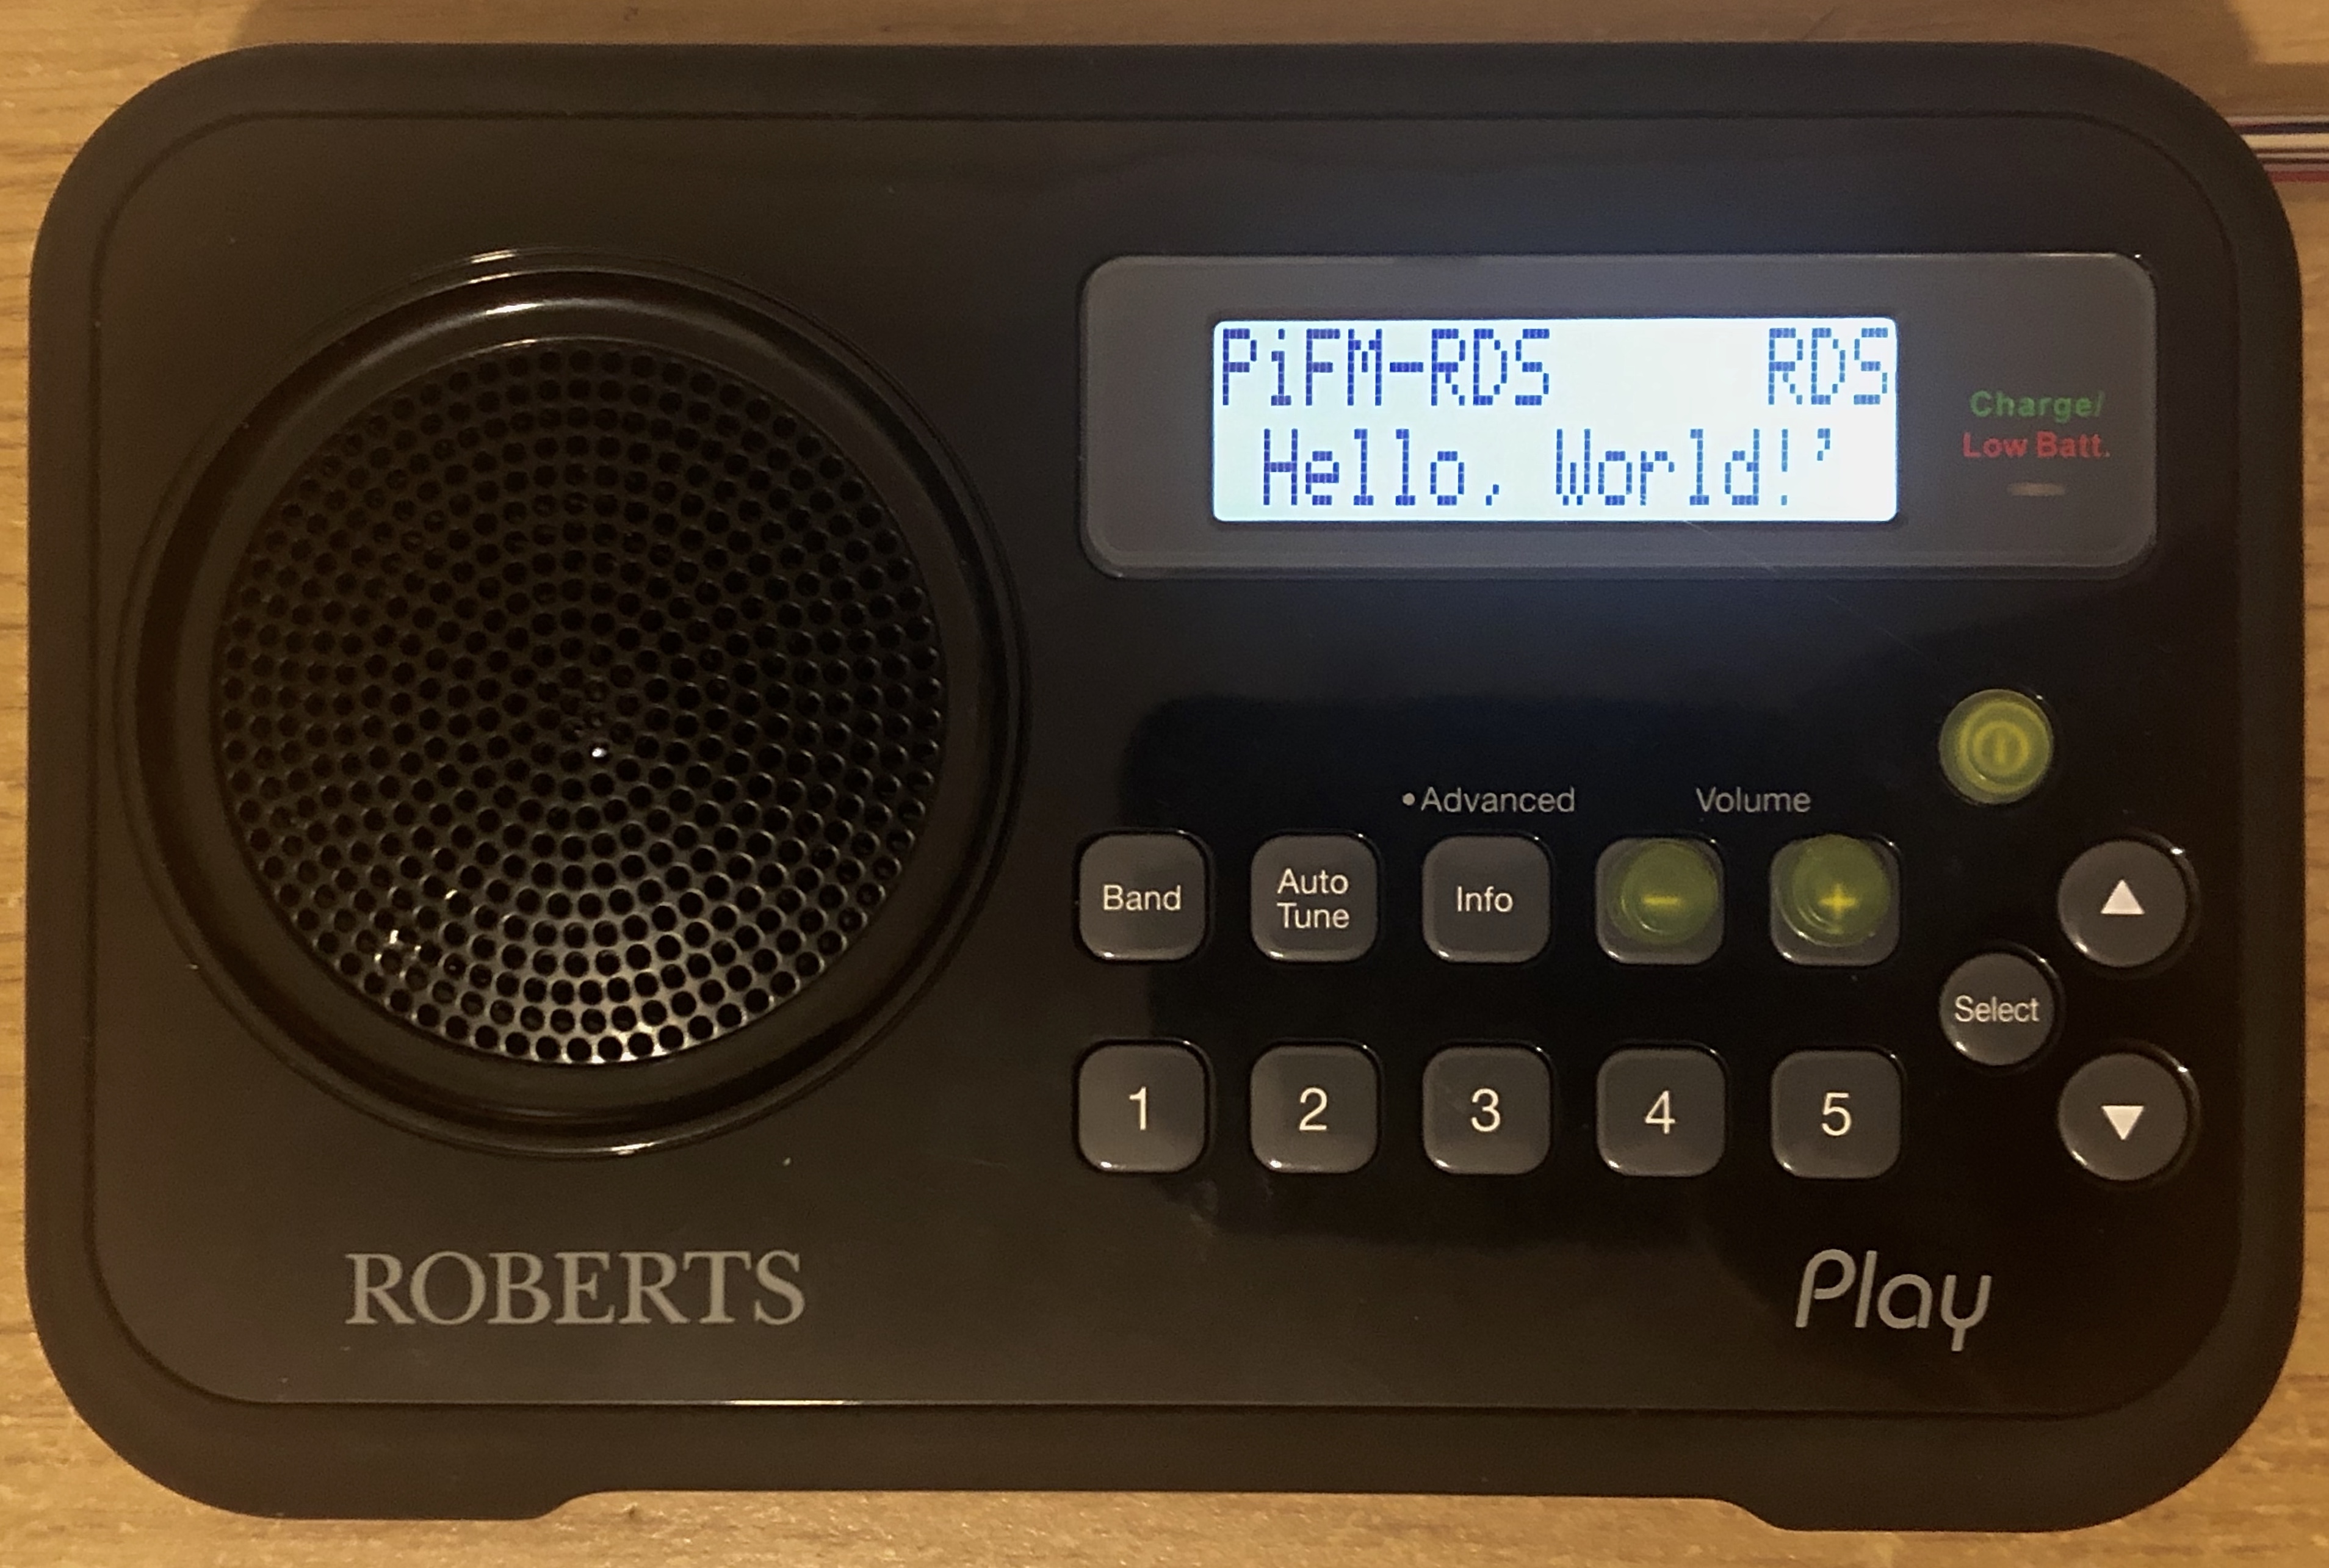 PiFM-RDS RDS
Hello, World!’
Charge/
Low Batt.
•Advanced Volume
Band Auto Tune Info - +
Select
1 2 3 4 5
ROBERTS
Play